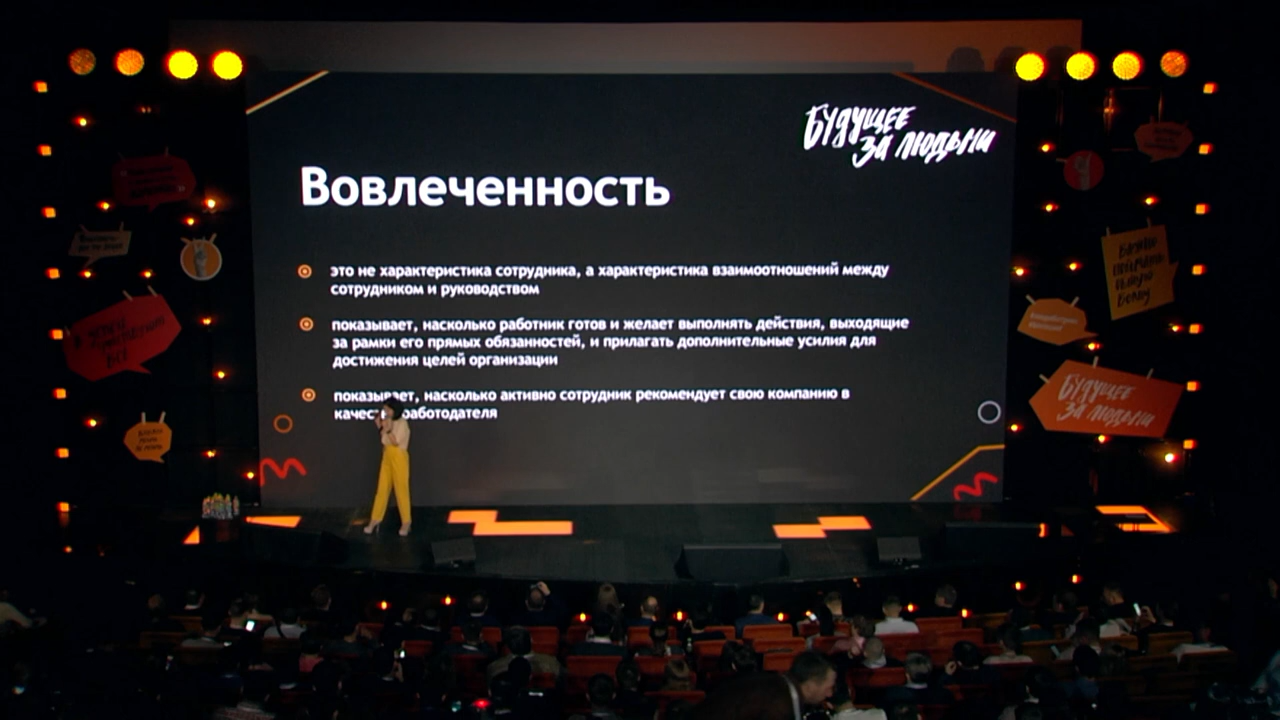 БУДУЩЕЕ
ЗА ЛЮДЬМИ
Вовлеченность
это не характеристика сотрудника, а характеристика взаимоотношений между
сотрудником и руководством
показывает, насколько работник готов и желает выполнять действия, выходящие
за рамки его прямых обязанностей, и прилагать дополнительные усилия для
достижения целей организации
показывает, насколько активно сотрудник рекомендует свою компанию в
работодателя
БУДУЩЕЕ
ЗА ЛЮДЬМИ